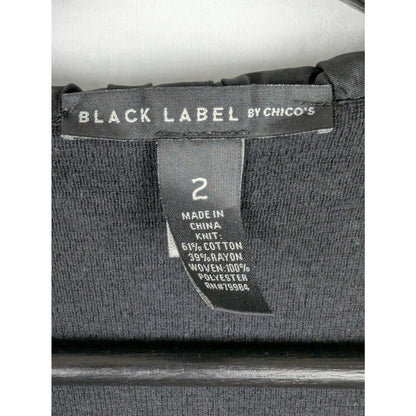 BLACK LABEL BY CHICO'S
2
MADE IN
CHINA
KNIT:
61% COTTON
39% RAYON
WOVEN: 100%
POLYESTER
RN#79984